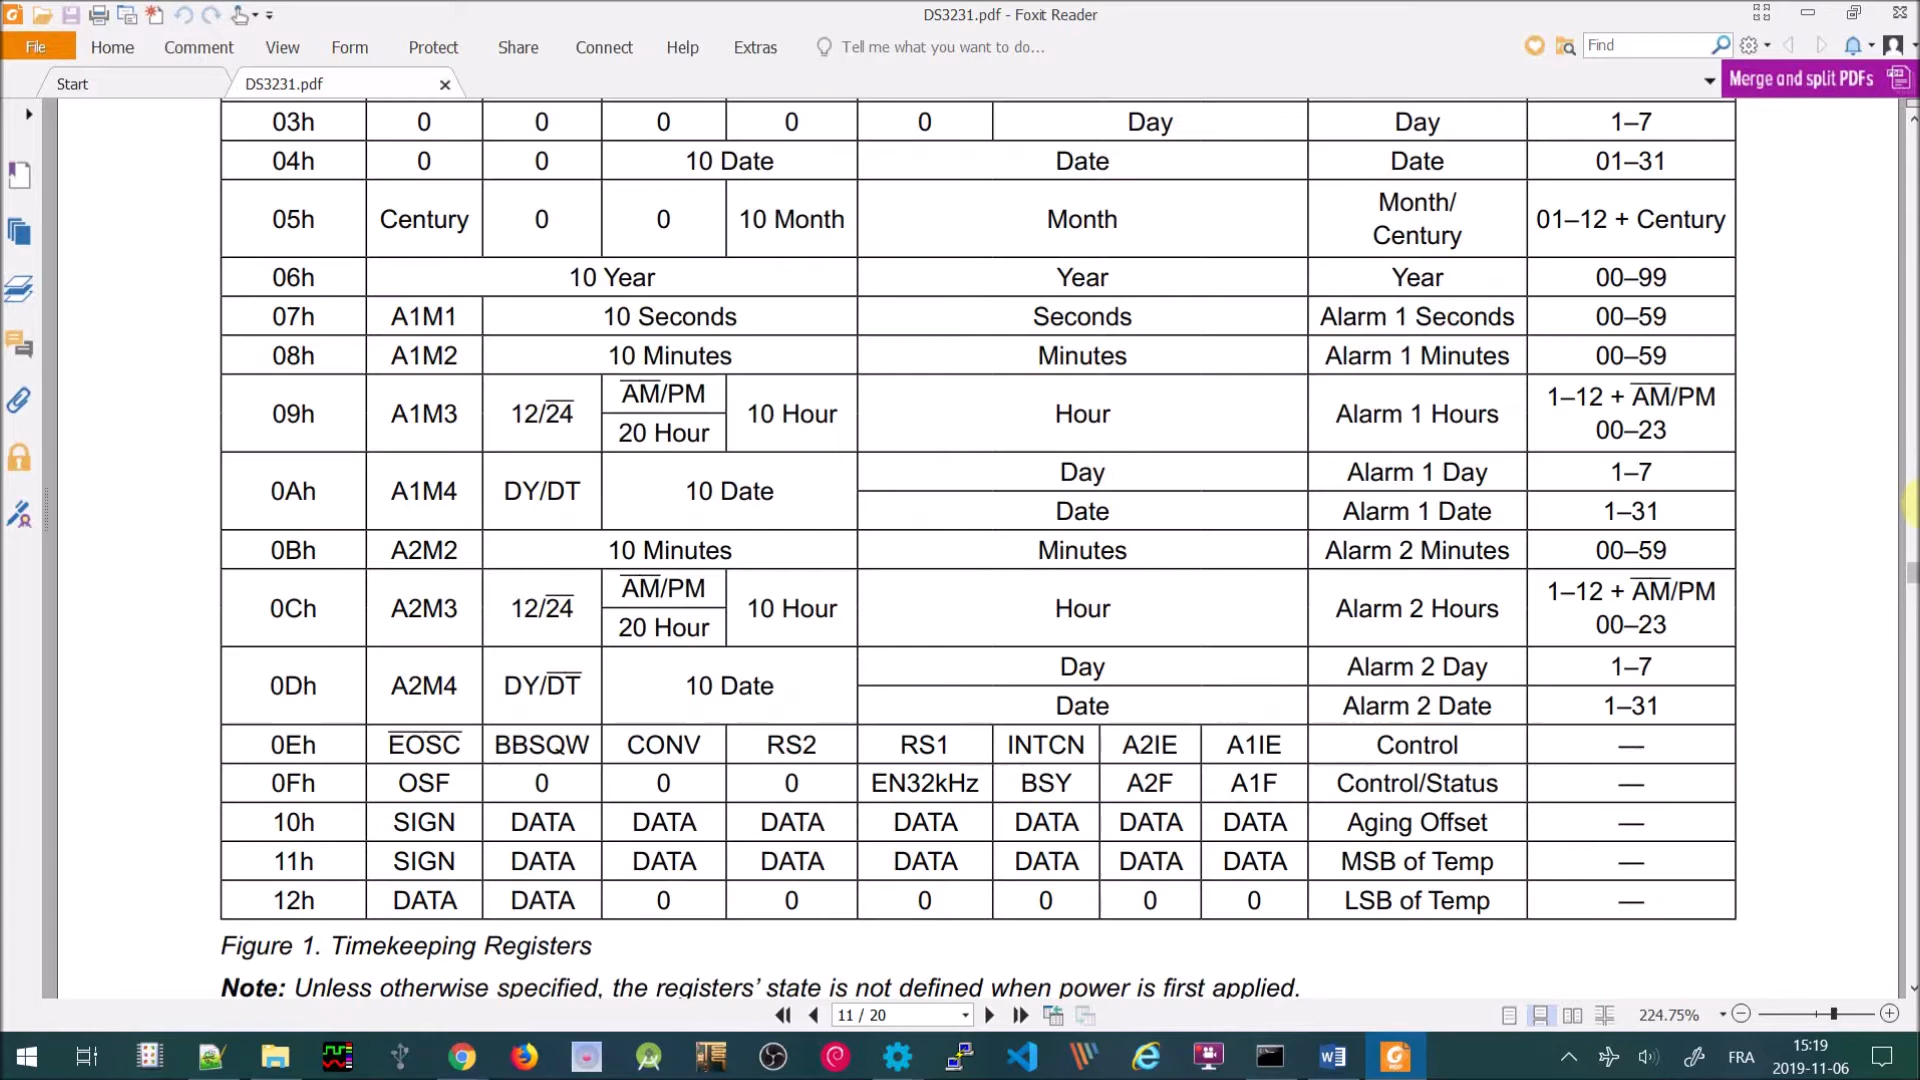 DS3231.pdf - Foxit Reader
File Home Comment View Form Protect Share Connect Help Extras Tell me what you want to do... Find
Start DS3231.pdf Merge and split PDFs
03h 0 0 0 0 0 Day Day 1–7
04h 0 0 10 Date Date Date 01–31
05h Century 0 0 10 Month Month Month/ Century 01–12 + Century
06h 10 Year Year Year 00–99
07h A1M1 10 Seconds Seconds Alarm 1 Seconds 00–59
08h A1M2 10 Minutes Minutes Alarm 1 Minutes 00–59
09h A1M3 12/24 AM/PM 20 Hour 10 Hour Hour Alarm 1 Hours 1–12 + AM/PM 00–23
0Ah A1M4 DY/DT 10 Date Day Alarm 1 Day 1–7
Date Alarm 1 Date 1–31
0Bh A2M2 10 Minutes Minutes Alarm 2 Minutes 00–59
0Ch A2M3 12/24 AM/PM 20 Hour 10 Hour Hour Alarm 2 Hours 1–12 + AM/PM 00–23
0Dh A2M4 DY/DT 10 Date Day Alarm 2 Day 1–7
Date Alarm 2 Date 1–31
0Eh EOSC BBSQW CONV RS2 RS1 INTCN A2IE A1IE Control —
0Fh OSF 0 0 0 EN32kHz BSY A2F A1F Control/Status —
10h SIGN DATA DATA DATA DATA DATA DATA DATA Aging Offset —
11h SIGN DATA DATA DATA DATA DATA DATA DATA MSB of Temp —
12h DATA DATA 0 0 0 0 0 0 LSB of Temp —
Figure 1. Timekeeping Registers
Note: Unless otherwise specified, the registers' state is not defined when power is first applied.
11 / 20 224.75%
FRA 15:19
2019-11-06